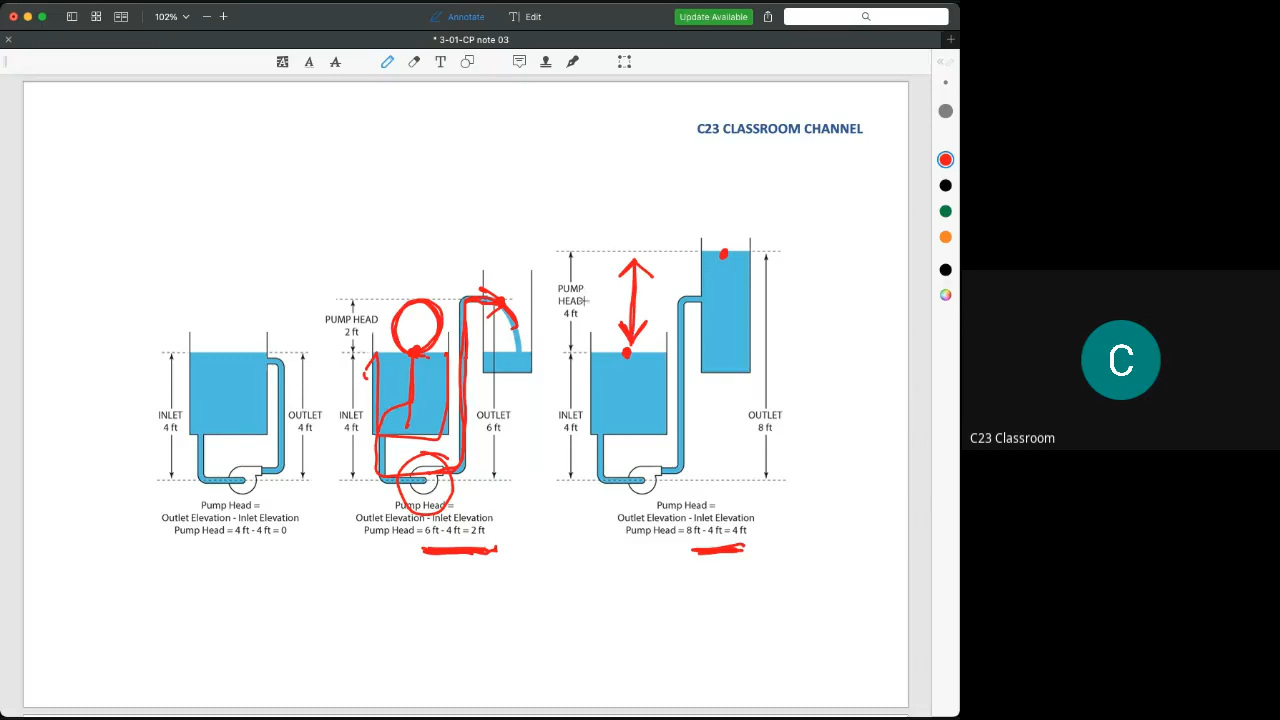 102%
Annotate
Edit
Update Available
* 3-01-CP note 03
C23 CLASSROOM CHANNEL
PUMP HEAD
2 ft
INLET
4 ft
OUTLET
4 ft
INLET
4 ft
OUTLET
6 ft
PUMP
HEAD
4 ft
INLET
4 ft
OUTLET
8 ft
Pump Head =
Outlet Elevation - Inlet Elevation
Pump Head = 4 ft - 4 ft = 0
Pump Head =
Outlet Elevation - Inlet Elevation
Pump Head = 6 ft - 4 ft = 2 ft
Pump Head =
Outlet Elevation - Inlet Elevation
Pump Head = 8 ft - 4 ft = 4 ft
C
C23 Classroom